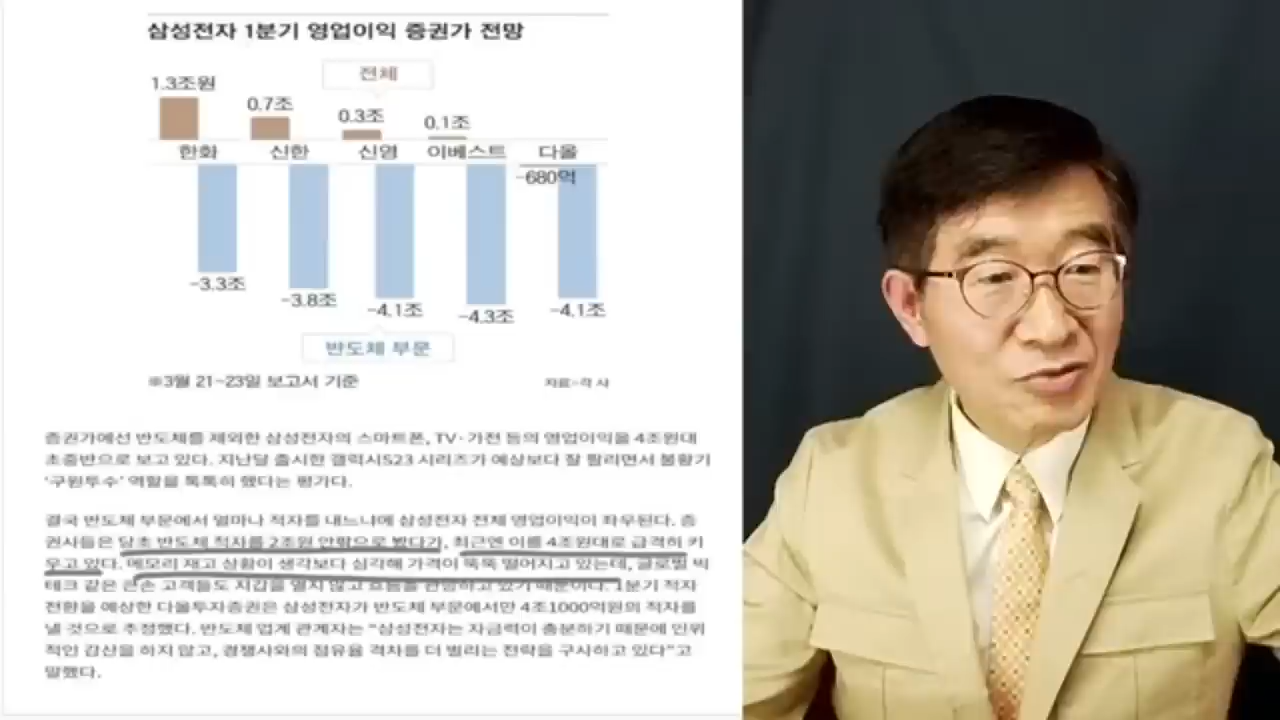 삼성전자 1분기 영업이익 증권가 전망
전체
1.3조원
0.7조
0.3조
0.1조
한화 신한 신영 이베스트 다올
-680억
-3.3조
-3.8조
-4.1조
-4.3조
-4.1조
반도체 부문
※3월 21~23일 보고서 기준
자료=각 사
증권가에선 반도체를 제외한 삼성전자의 스마트폰, TV·가전 등의 영업이익을 4조원대
초중반으로 보고 있다. 지난달 출시한 갤럭시S23 시리즈가 예상보다 잘 팔리면서 불황기
‘구원투수’ 역할을 톡톡히 했다는 평가다.
결국 반도체 부문에서 얼마나 적자를 내느냐에 삼성전자 전체 영업이익이 좌우된다. 증
권사들은 당초 반도체 적자를 2조원 안팎으로 봤다가, 최근엔 이를 4조원대로 급격히 키
우고 있다. 메모리 재고 상황이 생각보다 심각해 가격이 뚝뚝 떨어지고 있는데, 글로벌 빅
테크 같은 큰손 고객들도 지갑을 열지 않고 흐름을 관망하고 있기 때문이다. 1분기 적자
전환을 예상한 다올투자증권은 삼성전자가 반도체 부문에서만 4조1000억원의 적자를
낼 것으로 추정했다. 반도체 업계 관계자는 “삼성전자는 자금력이 충분하기 때문에 인위
적인 감산을 하지 않고, 경쟁사와의 점유율 격차를 더 벌리는 전략을 구사하고 있다”고
말했다.